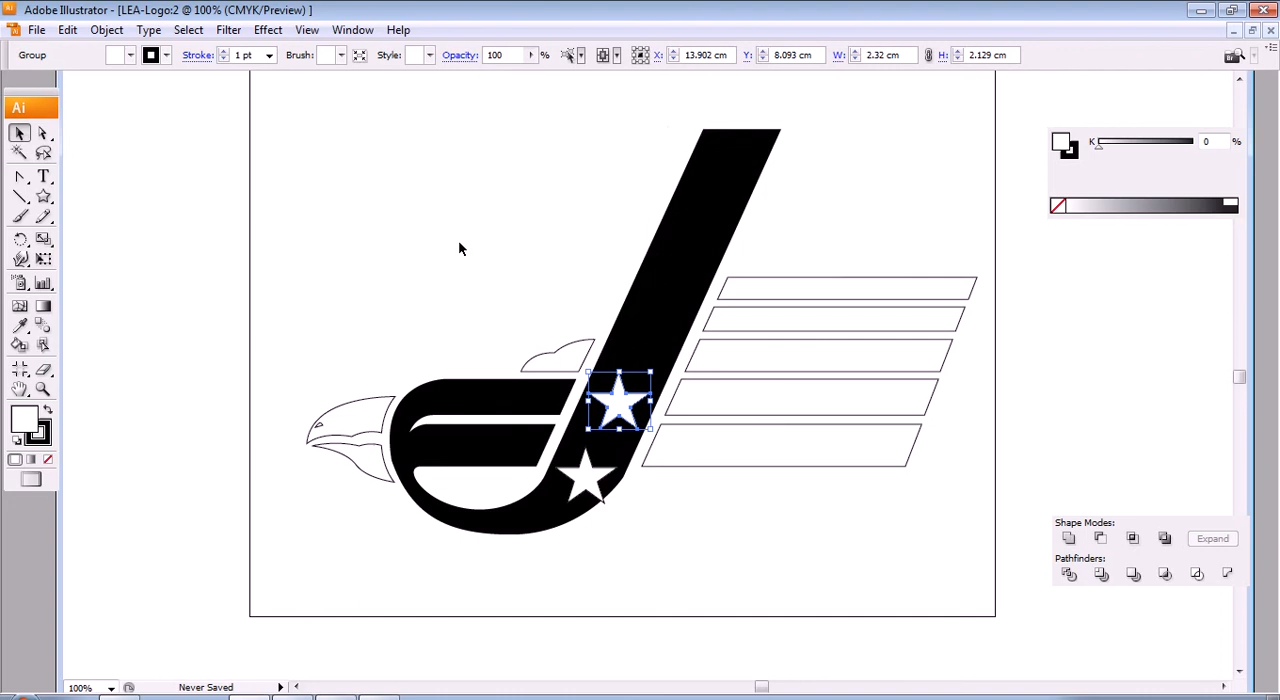 Adobe Illustrator - [LEA-Logo:2 @ 100% (CMYK/Preview) ]
File Edit Object Type Select Filter Effect View Window Help
Group Stroke: 1 pt Brush: Style: Opacity: 100 % X: 13.902 cm Y: 8.093 cm W: 2.32 cm H: 2.129 cm
Ai
T
K 0 %
Shape Modes:
Expand
Pathfinders:
100% Never Saved